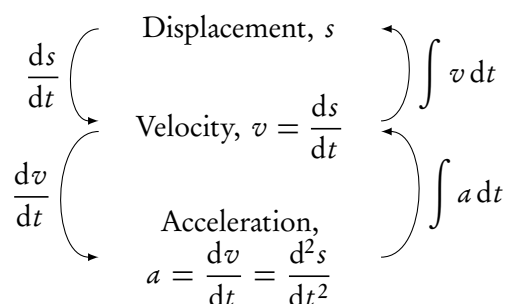 Displacement, s
ds/dt
∫ v dt
Velocity, v = ds/dt
dv/dt
∫ a dt
Acceleration,
a = dv/dt = d²s/dt²